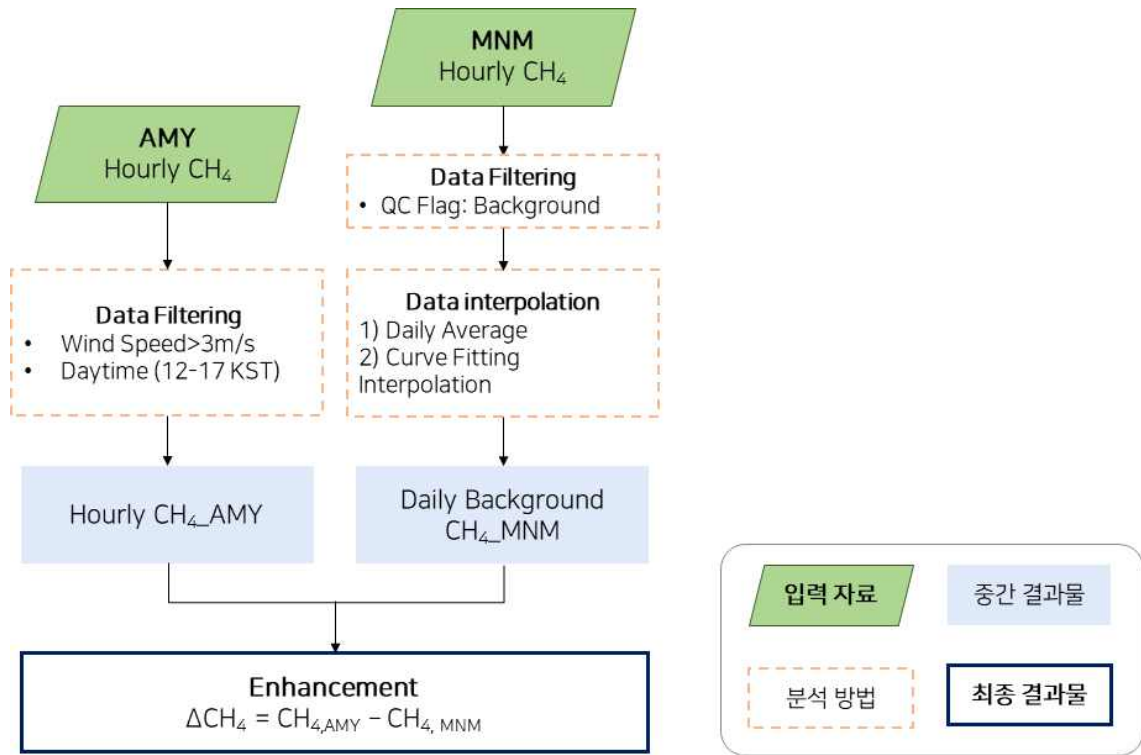 MNM
Hourly CH₄
AMY
Hourly CH₄
Data Filtering
• QC Flag: Background
Data Filtering
• Wind Speed>3m/s
• Daytime (12-17 KST)
Data interpolation
1) Daily Average
2) Curve Fitting
Interpolation
Hourly CH₄_AMY
Daily Background
CH₄_MNM
Enhancement
ΔCH₄ = CH₄,AMY − CH₄, MNM
입력 자료
중간 결과물
분석 방법
최종 결과물